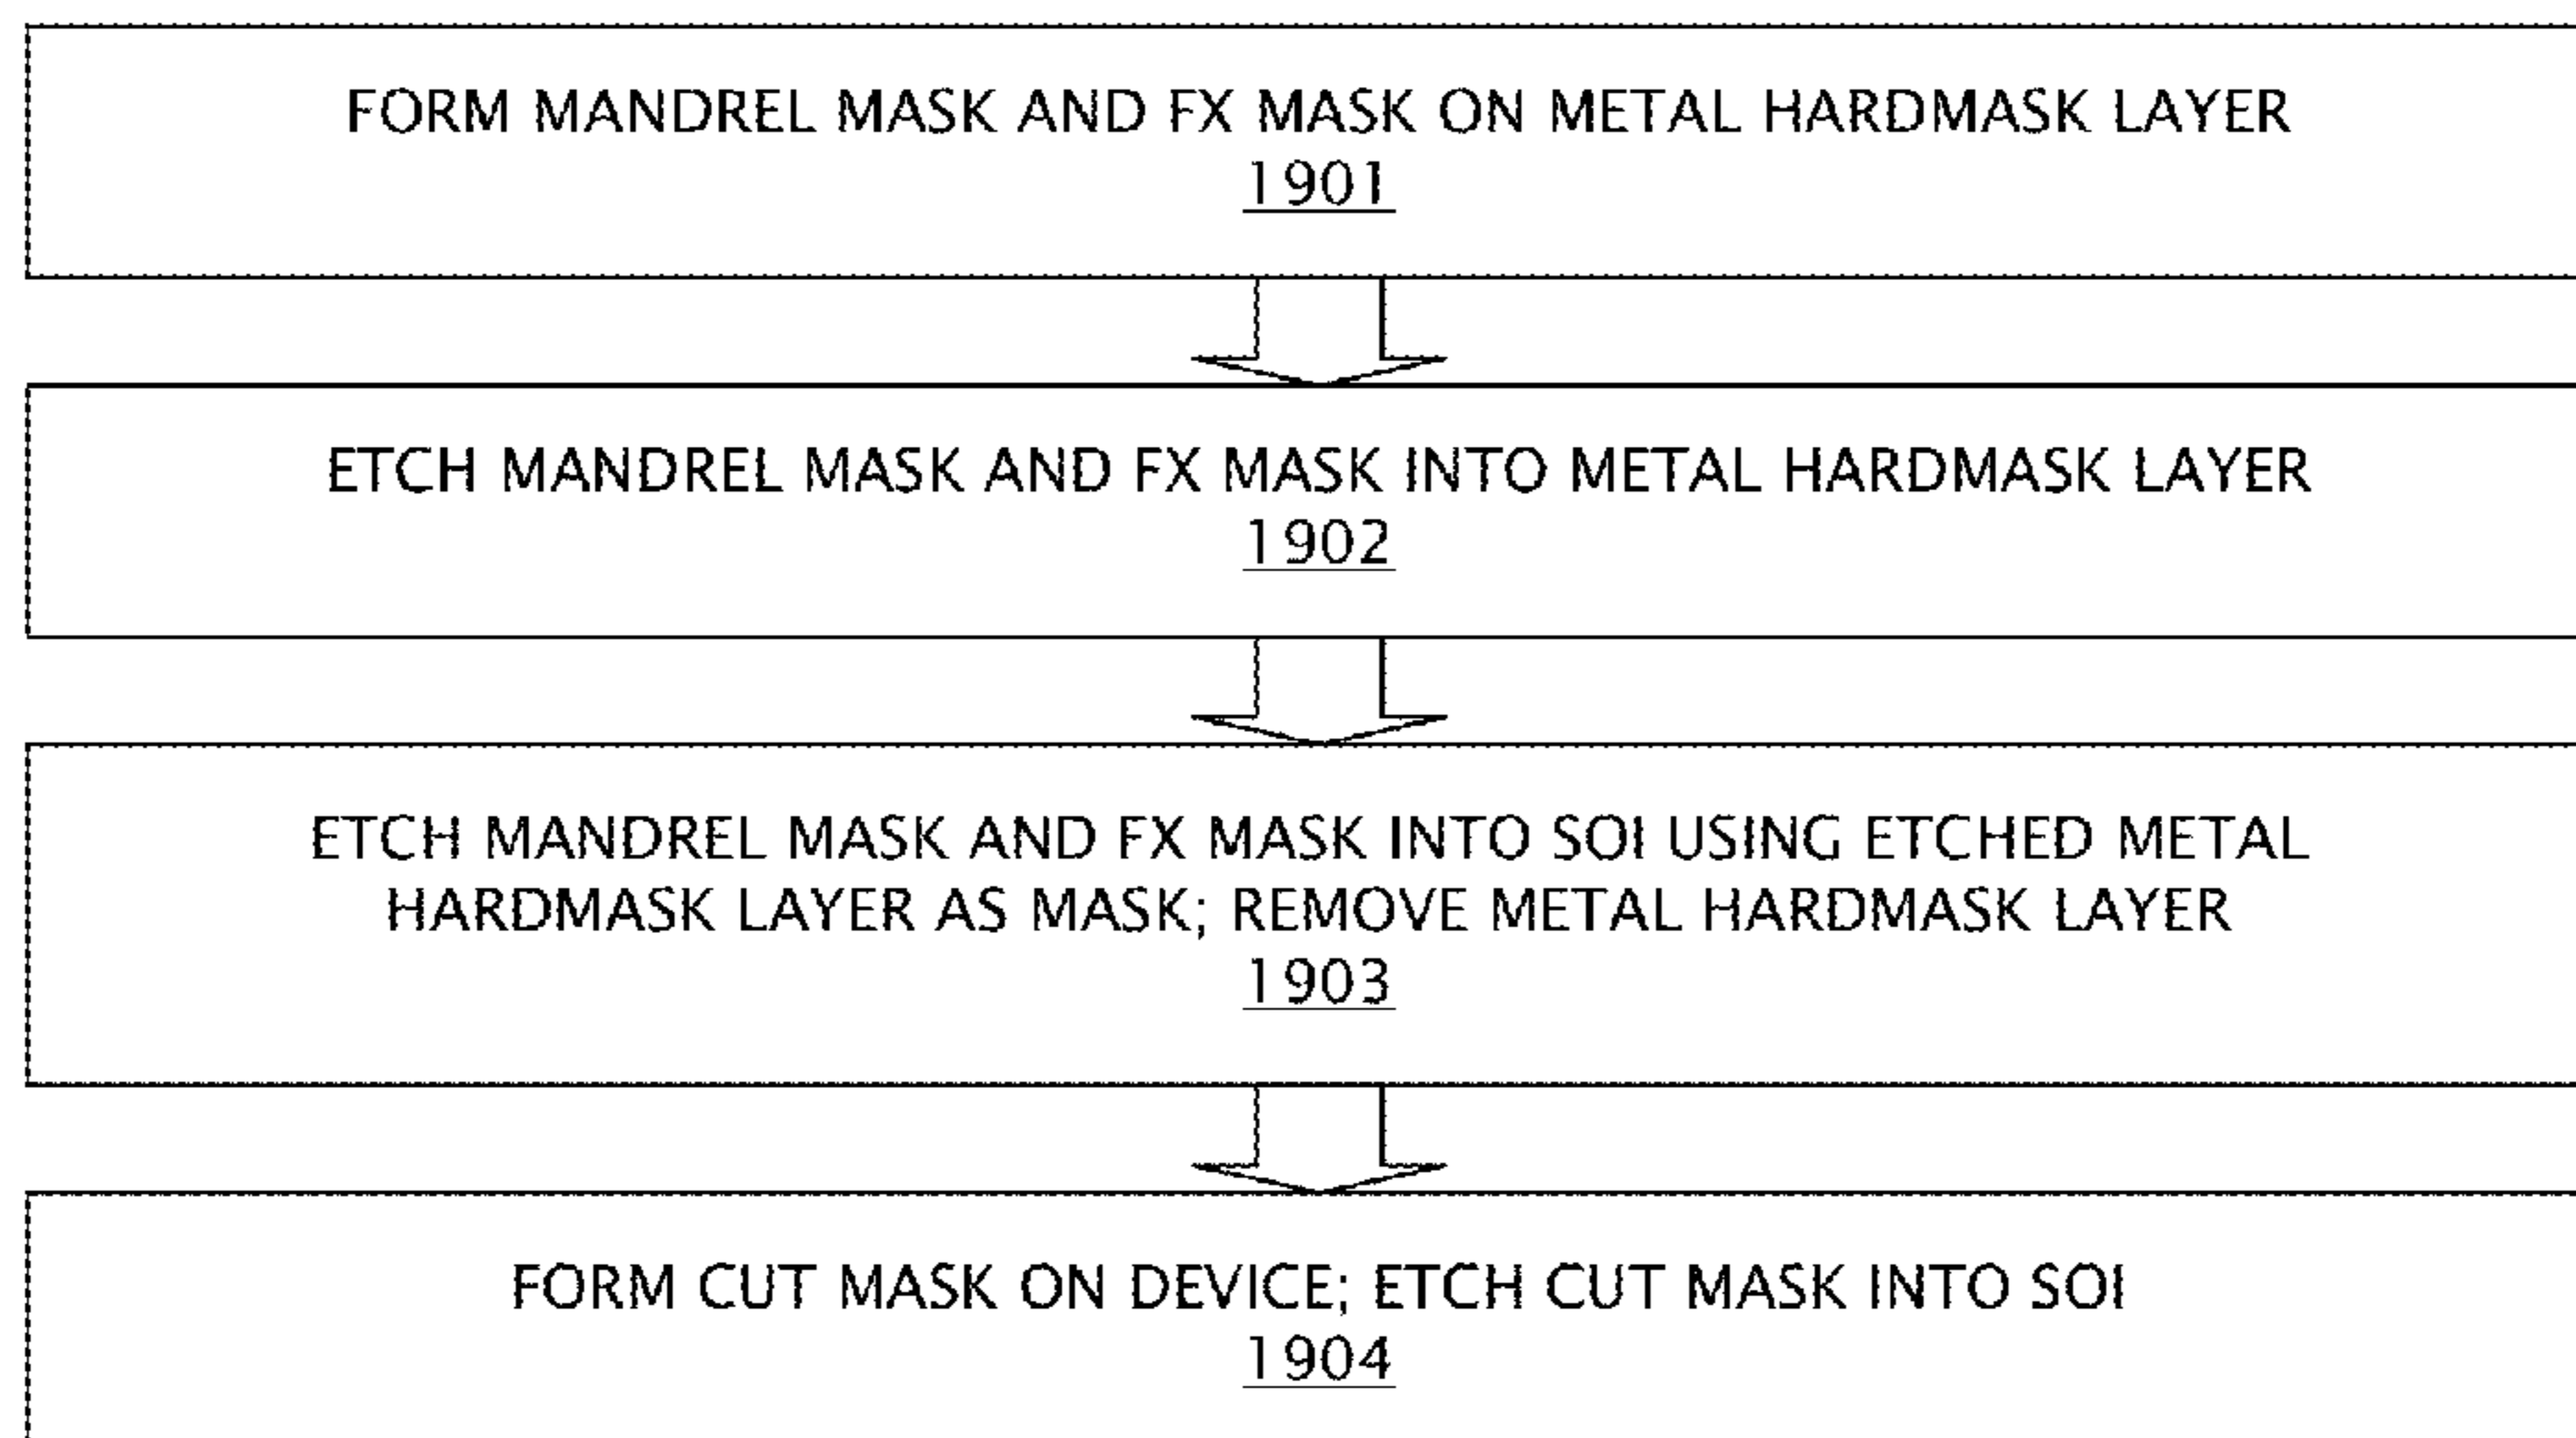 FORM MANDREL MASK AND FX MASK ON METAL HARDMASK LAYER
1901
ETCH MANDREL MASK AND FX MASK INTO METAL HARDMASK LAYER
1902
ETCH MANDREL MASK AND FX MASK INTO SOI USING ETCHED METAL
HARDMASK LAYER AS MASK; REMOVE METAL HARDMASK LAYER
1903
FORM CUT MASK ON DEVICE; ETCH CUT MASK INTO SOI
1904